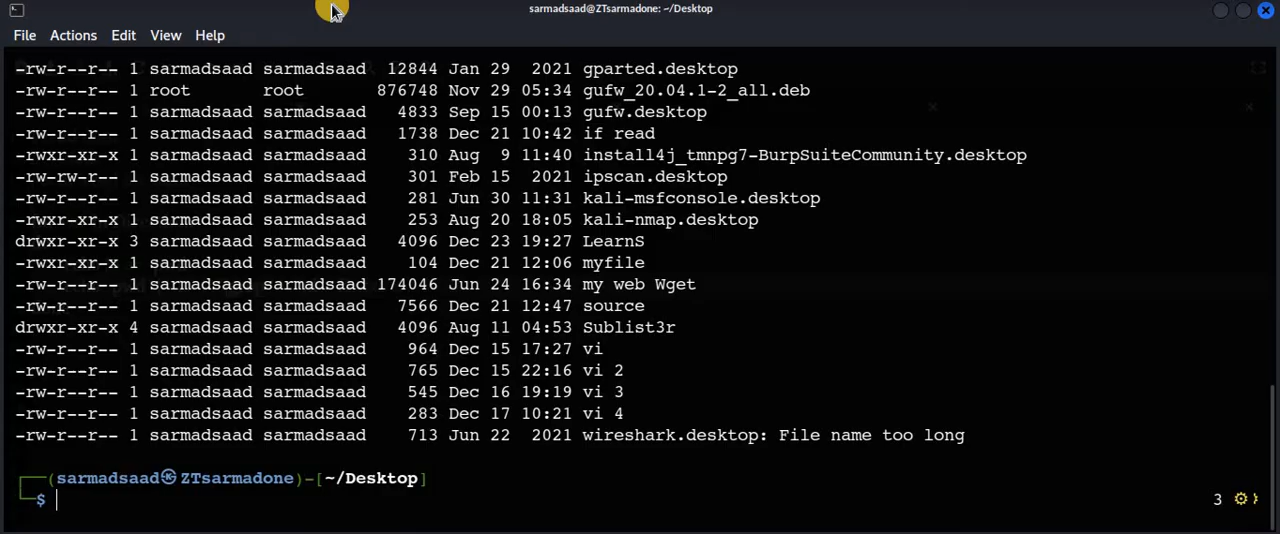 sarmadsaad@ZTsarmadone: ~/Desktop
File Actions Edit View Help
-rw-r--r-- 1 sarmadsaad sarmadsaad  12844 Jan 29  2021 gparted.desktop
-rw-r--r-- 1 root       root       876748 Nov 29 05:34 gufw_20.04.1-2_all.deb
-rw-r--r-- 1 sarmadsaad sarmadsaad   4833 Sep 15 00:13 gufw.desktop
-rw-r--r-- 1 sarmadsaad sarmadsaad   1738 Dec 21 10:42 if read
-rwxr-xr-x 1 sarmadsaad sarmadsaad    310 Aug  9 11:40 install4j_tmnpg7-BurpSuiteCommunity.desktop
-rw-rw-r-- 1 sarmadsaad sarmadsaad    301 Feb 15  2021 ipscan.desktop
-rw-r--r-- 1 sarmadsaad sarmadsaad    281 Jun 30 11:31 kali-msfconsole.desktop
-rwxr-xr-x 1 sarmadsaad sarmadsaad    253 Aug 20 18:05 kali-nmap.desktop
drwxr-xr-x 3 sarmadsaad sarmadsaad   4096 Dec 23 19:27 LearnS
-rwxr-xr-x 1 sarmadsaad sarmadsaad    104 Dec 21 12:06 myfile
-rw-r--r-- 1 sarmadsaad sarmadsaad 174046 Jun 24 16:34 my web Wget
-rw-r--r-- 1 sarmadsaad sarmadsaad   7566 Dec 21 12:47 source
drwxr-xr-x 4 sarmadsaad sarmadsaad   4096 Aug 11 04:53 Sublist3r
-rw-r--r-- 1 sarmadsaad sarmadsaad    964 Dec 15 17:27 vi
-rw-r--r-- 1 sarmadsaad sarmadsaad    765 Dec 15 22:16 vi 2
-rw-r--r-- 1 sarmadsaad sarmadsaad    545 Dec 16 19:19 vi 3
-rw-r--r-- 1 sarmadsaad sarmadsaad    283 Dec 17 10:21 vi 4
-rw-r--r-- 1 sarmadsaad sarmadsaad    713 Jun 22  2021 wireshark.desktop: File name too long
┌──(sarmadsaad㉿ZTsarmadone)-[~/Desktop]
└─$ 3 ⚙